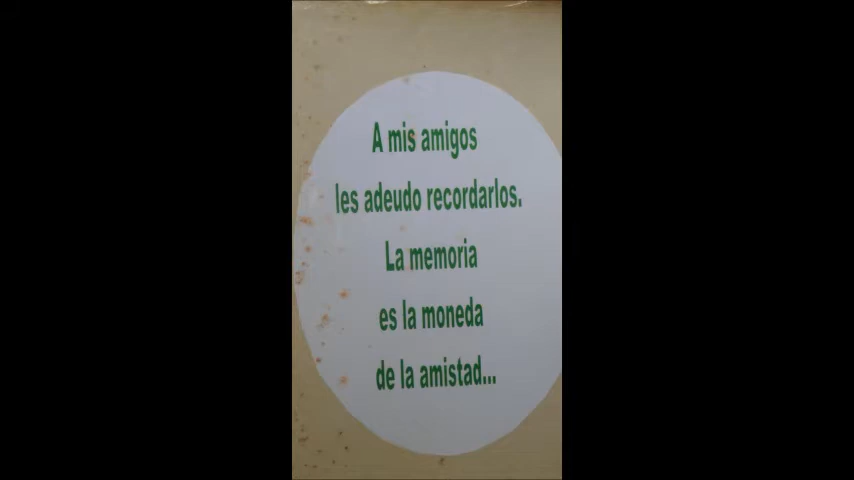 A mis amigos
les adeudo recordarlos.
La memoria
es la moneda
de la amistad...